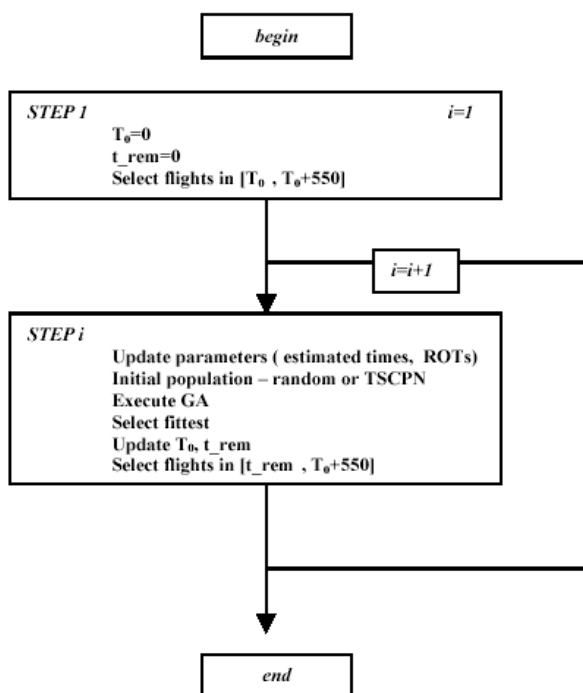 begin
STEP 1 i=1
T₀=0
t_rem=0
Select flights in [T₀ , T₀+550]
i=i+1
STEP i
Update parameters ( estimated times, ROTs)
Initial population – random or TSCPN
Execute GA
Select fittest
Update T₀, t_rem
Select flights in [t_rem , T₀+550]
end